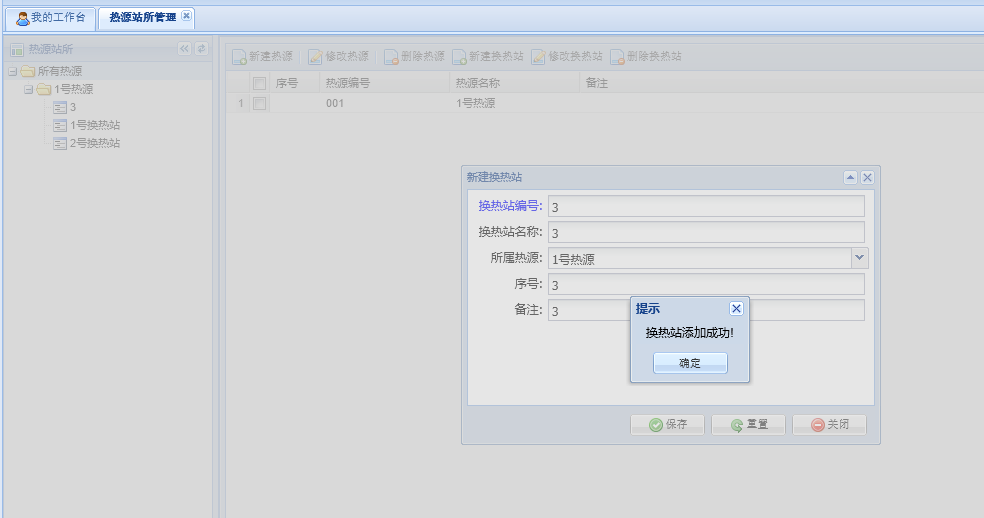 我的工作台 热源站所管理
热源站所
所有热源
1号热源
3
1号换热站
2号换热站
新建热源 修改热源 删除热源 新建换热站 修改换热站 删除换热站
序号 热源编号 热源名称 备注
1 001 1号热源
新建换热站
换热站编号: 3
换热站名称: 3
所属热源: 1号热源
序号: 3
备注: 3
提示
换热站添加成功!
确定
保存 重置 关闭